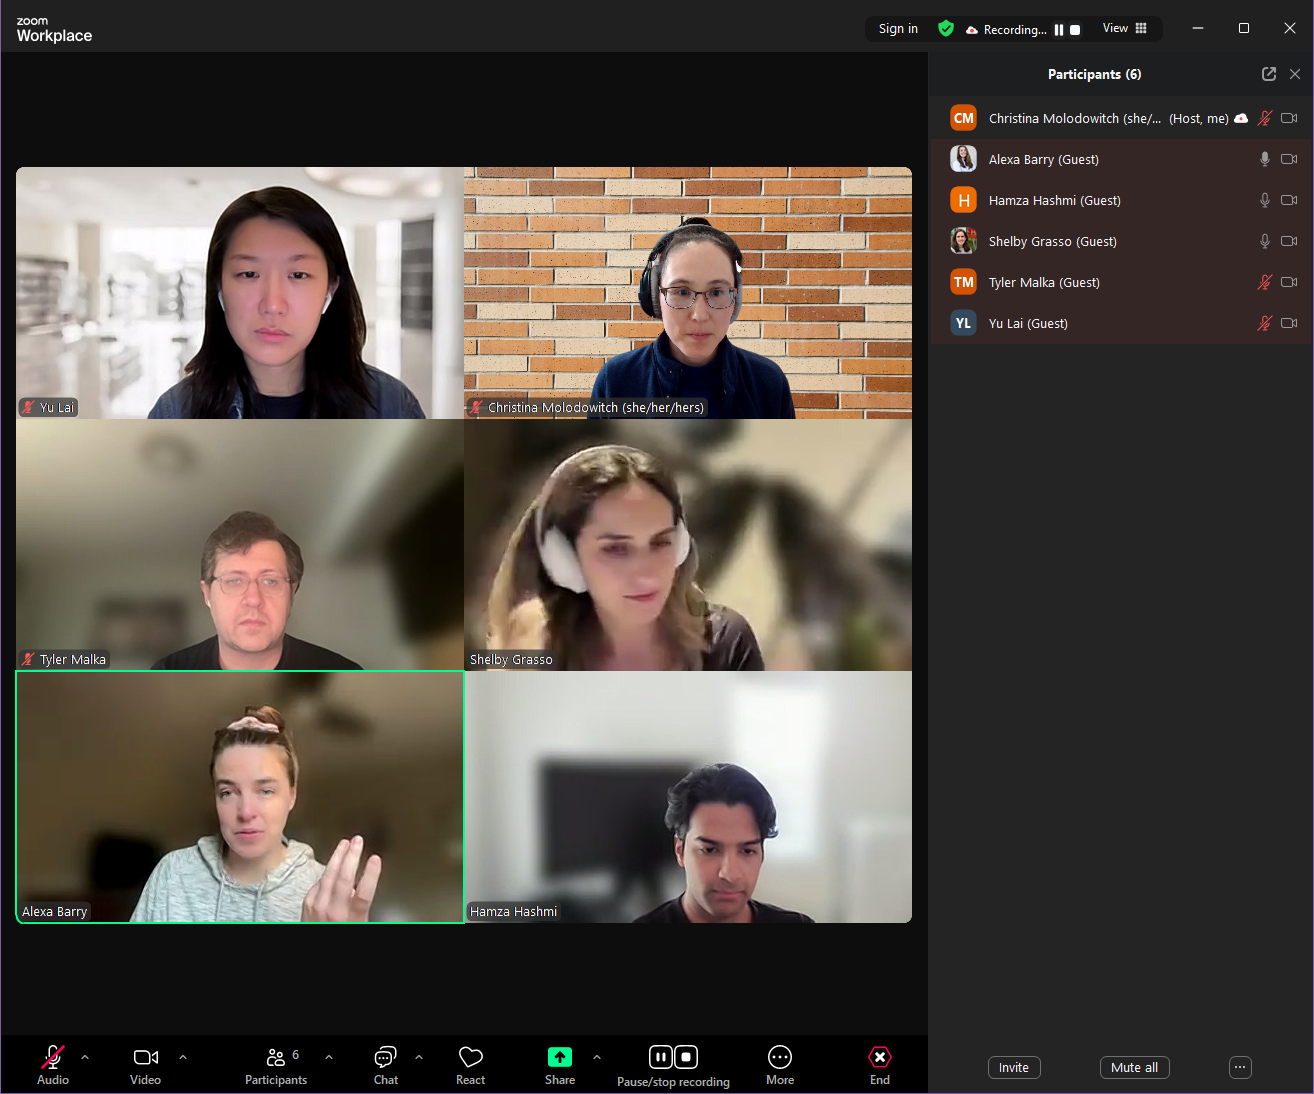 zoom
Workplace
Sign in
Recording...
View
Participants (6)
CM
Christina Molodowitch (she/... (Host, me)
Alexa Barry (Guest)
H
Hamza Hashmi (Guest)
Shelby Grasso (Guest)
TM
Tyler Malka (Guest)
YL
Yu Lai (Guest)
Yu Lai
Christina Molodowitch (she/her/hers)
Tyler Malka
Shelby Grasso
Alexa Barry
Hamza Hashmi
Audio
Video
6
Participants
Chat
React
Share
Pause/stop recording
More
End
Invite
Mute all